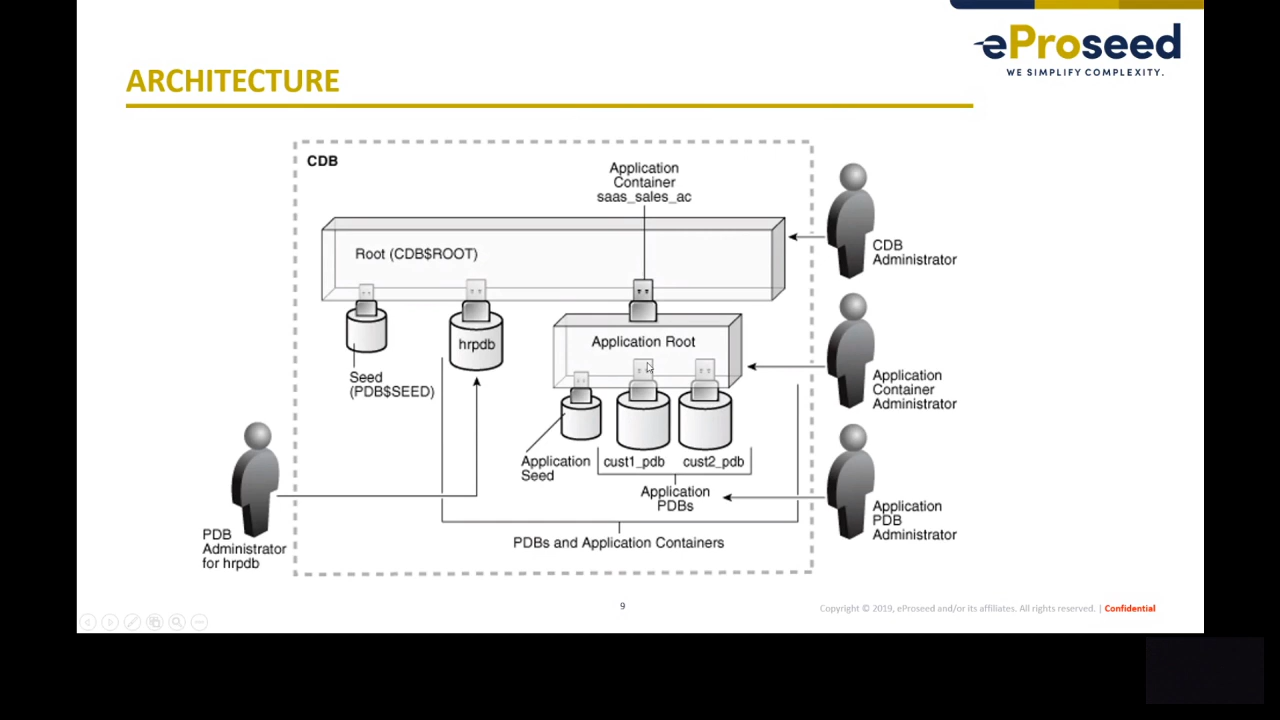 eProseed
WE SIMPLIFY COMPLEXITY.
ARCHITECTURE
CDB
Application
Container
saas_sales_ac
Root (CDB$ROOT)
CDB
Administrator
hrpdb
Application Root
Seed
(PDB$SEED)
Application
Container
Administrator
Application
Seed
cust1_pdb
cust2_pdb
Application
PDBs
Application
PDB
Administrator
PDB
Administrator
for hrpdb
PDBs and Application Containers
9
Copyright © 2019, eProseed and/or its affiliates. All rights reserved. | Confidential